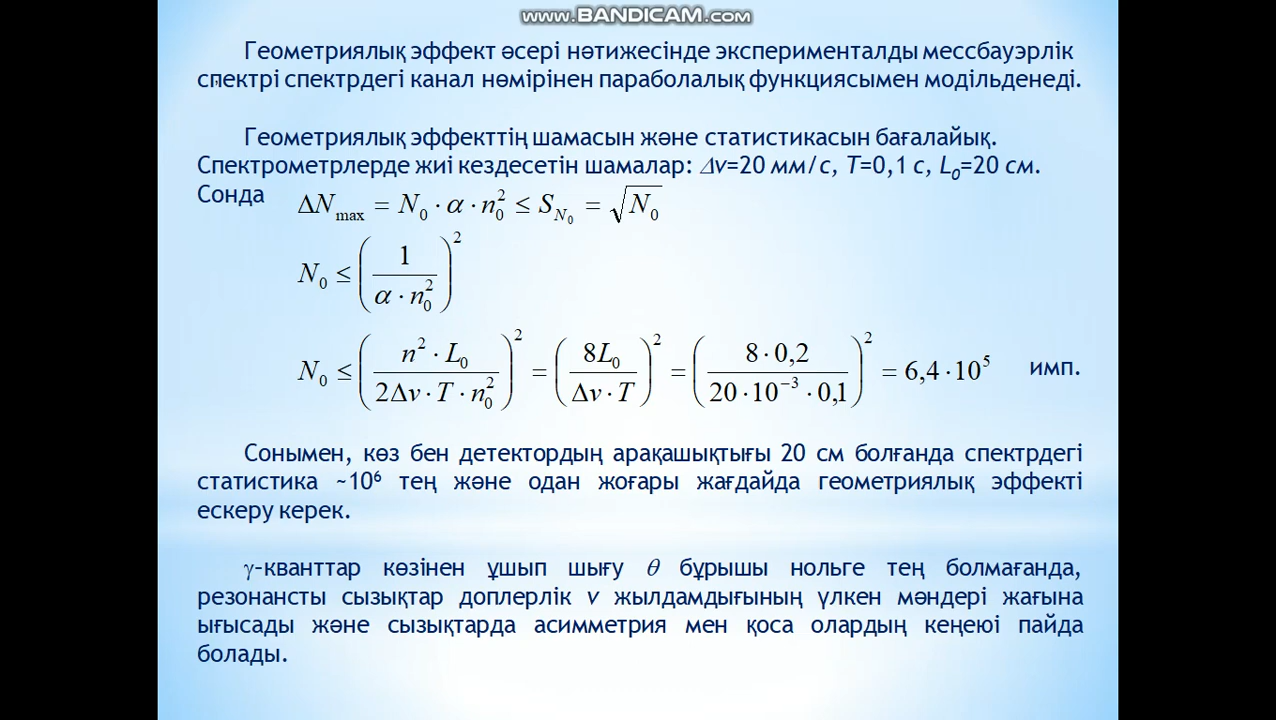 www.BANDICAM.com
Геометриялық эффект әсері нәтижесінде эксперименталды мессбауэрлік
спектрі спектрдегі канал нөмірінен параболалық функциясымен модільденеді.
Геометриялық эффекттің шамасын және статистикасын бағалайық.
Спектрометрлерде жиі кездесетін шамалар: Δv=20 мм/с, T=0,1 с, L₀=20 см.
Сонда
ΔN_max = N₀ · α · n₀² ≤ S_N₀ = √N₀
N₀ ≤ (1 / (α · n₀²))²
N₀ ≤ (n² · L₀ / (2Δv · T · n₀²))² = (8L₀ / (Δv · T))² = (8 · 0,2 / (20 · 10⁻³ · 0,1))² = 6,4 · 10⁵ имп.
Сонымен, көз бен детектордың арақашықтығы 20 см болғанда спектрдегі
статистика ~10⁶ тең және одан жоғары жағдайда геометриялық эффекті
ескеру керек.
γ-кванттар көзінен ұшып шығу θ бұрышы нольге тең болмағанда,
резонансты сызықтар доплерлік v жылдамдығының үлкен мәндері жағына
ығысады және сызықтарда асимметрия мен қоса олардың кеңеюі пайда
болады.